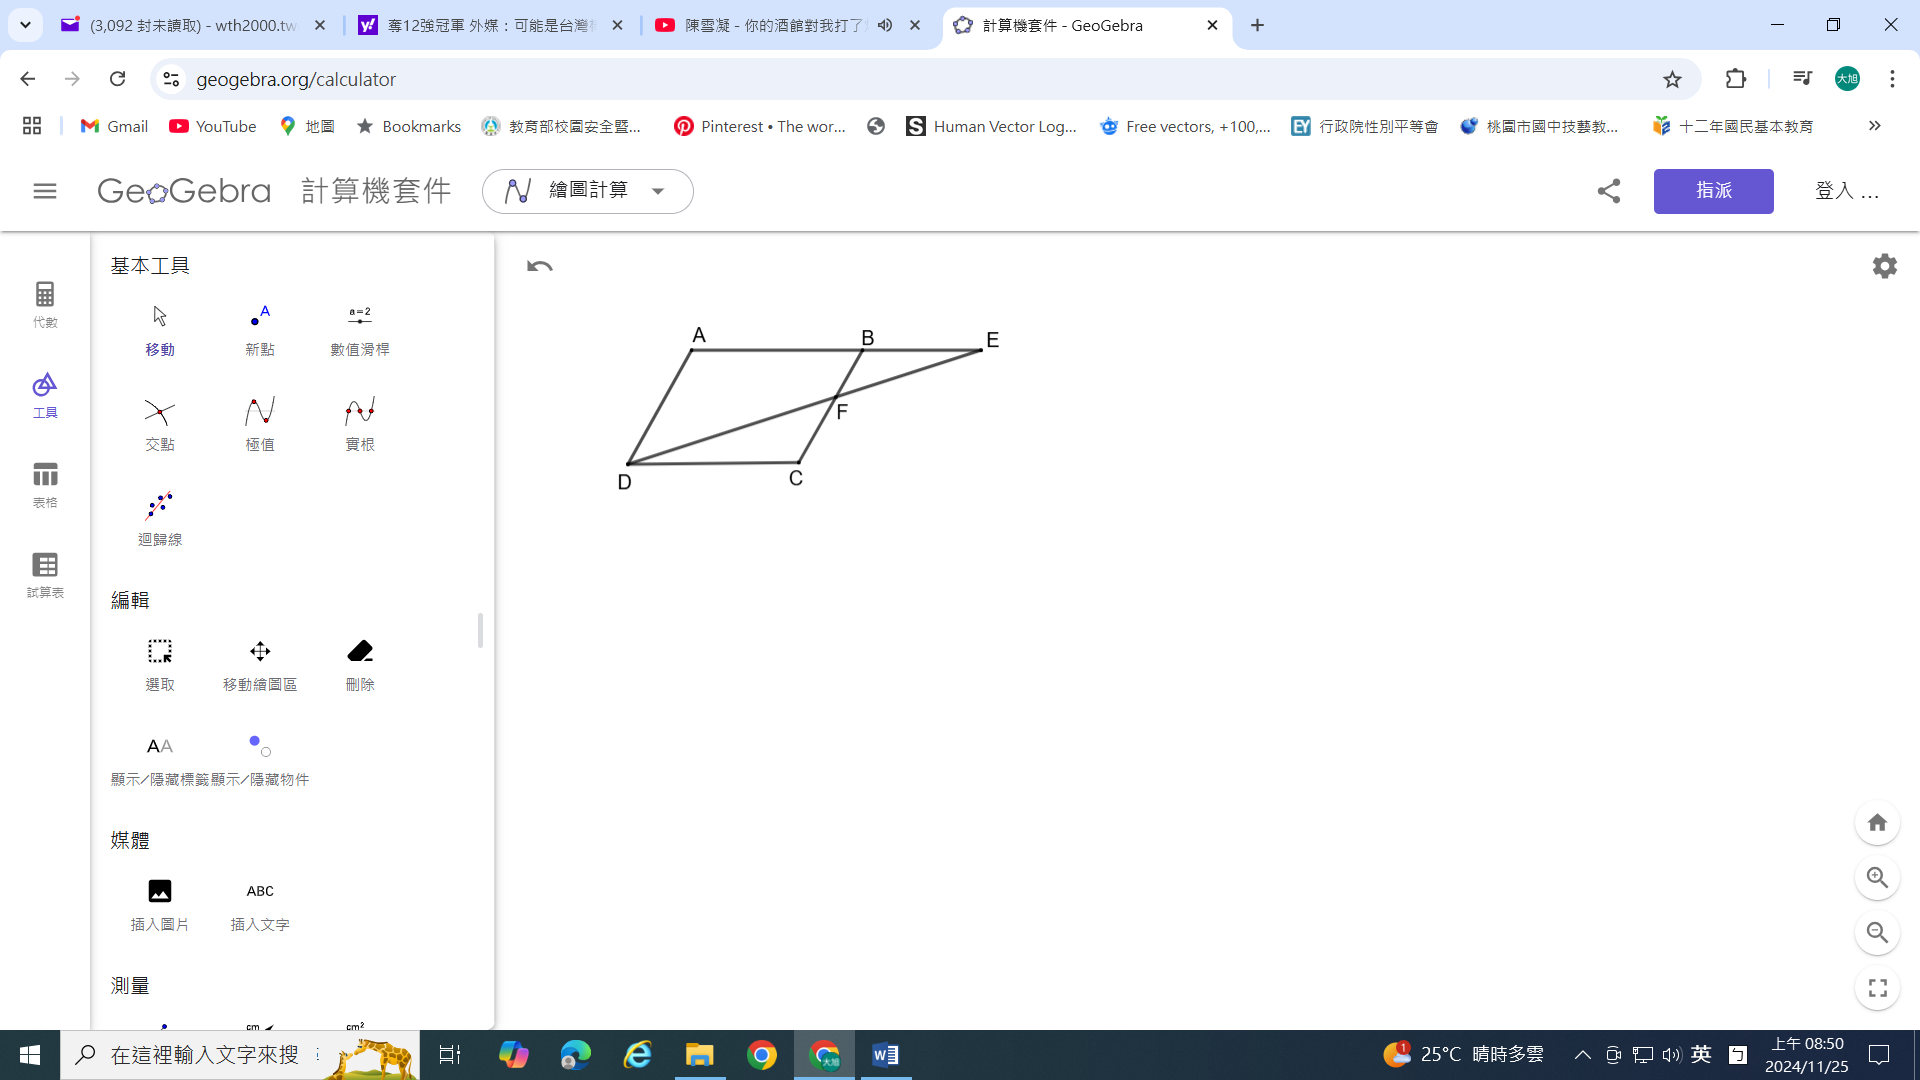 (3,092 封未讀取) - wth2000.tw
奪12強冠軍 外媒：可能是台灣
陳雪凝 - 你的酒館對我打了
計算機套件 - GeoGebra
geogebra.org/calculator
Gmail
YouTube
地圖
Bookmarks
教育部校園安全暨...
Pinterest • The wor...
Human Vector Log...
Free vectors, +100,...
EY 行政院性別平等會
桃園市國中技藝教...
十二年國民基本教育
大旭
GeoGebra 計算機套件
繪圖計算
指派
登入 ...
代數
工具
表格
試算表
基本工具
A
a=2
移動 新點 數值滑桿
交點 極值 實根
迴歸線
編輯
選取 移動繪圖區 刪除
AA
顯示／隱藏標籤 顯示／隱藏物件
媒體
ABC
插入圖片 插入文字
測量
cm cm²
A B E
F
D C
在這裡輸入文字來搜
大旭
1
25°C 晴時多雲
英
ㄅ
上午 08:50
2024/11/25